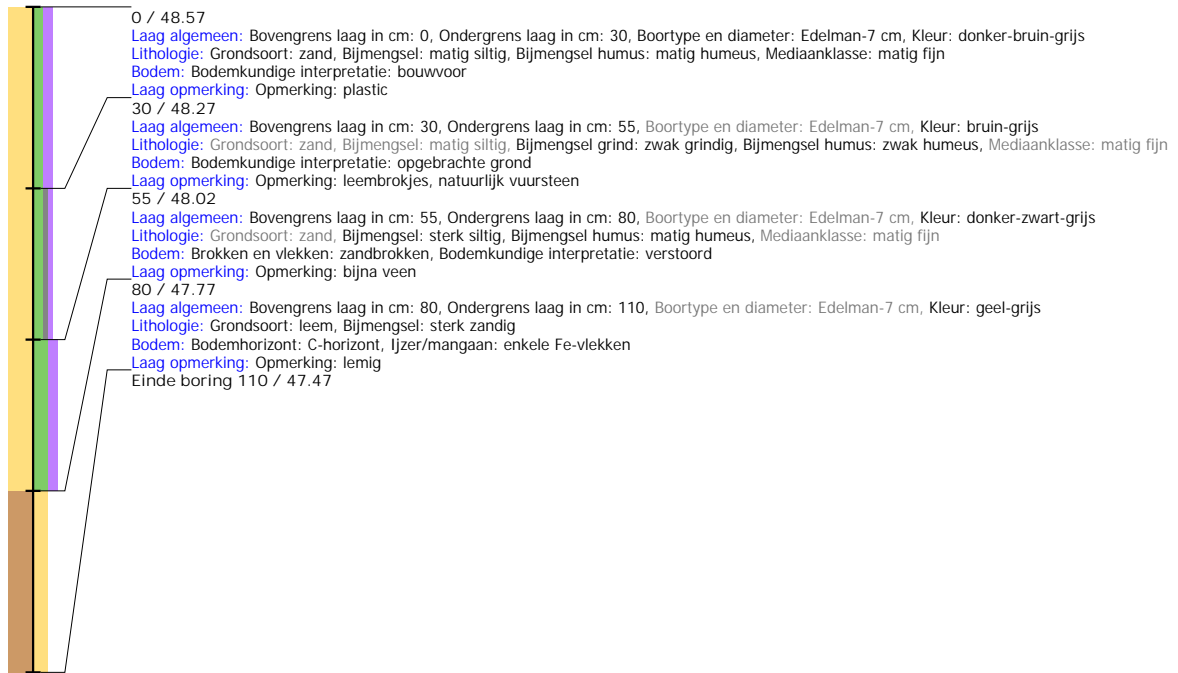 0 / 48.57
Laag algemeen: Bovengrens laag in cm: 0, Ondergrens laag in cm: 30, Boortype en diameter: Edelman-7 cm, Kleur: donker-bruin-grijs
Lithologie: Grondsoort: zand, Bijmengsel: matig siltig, Bijmengsel humus: matig humeus, Mediaanklasse: matig fijn
Bodem: Bodemkundige interpretatie: bouwvoor
Laag opmerking: Opmerking: plastic
30 / 48.27
Laag algemeen: Bovengrens laag in cm: 30, Ondergrens laag in cm: 55, Boortype en diameter: Edelman-7 cm, Kleur: bruin-grijs
Lithologie: Grondsoort: zand, Bijmengsel: matig siltig, Bijmengsel grind: zwak grindig, Bijmengsel humus: zwak humeus, Mediaanklasse: matig fijn
Bodem: Bodemkundige interpretatie: opgebrachte grond
Laag opmerking: Opmerking: leembrokjes, natuurlijk vuursteen
55 / 48.02
Laag algemeen: Bovengrens laag in cm: 55, Ondergrens laag in cm: 80, Boortype en diameter: Edelman-7 cm, Kleur: donker-zwart-grijs
Lithologie: Grondsoort: zand, Bijmengsel: sterk siltig, Bijmengsel humus: matig humeus, Mediaanklasse: matig fijn
Bodem: Brokken en vlekken: zandbrokken, Bodemkundige interpretatie: verstoord
Laag opmerking: Opmerking: bijna veen
80 / 47.77
Laag algemeen: Bovengrens laag in cm: 80, Ondergrens laag in cm: 110, Boortype en diameter: Edelman-7 cm, Kleur: geel-grijs
Lithologie: Grondsoort: leem, Bijmengsel: sterk zandig
Bodem: Bodemhorizont: C-horizont, Ijzer/mangaan: enkele Fe-vlekken
Laag opmerking: Opmerking: lemig
Einde boring 110 / 47.47